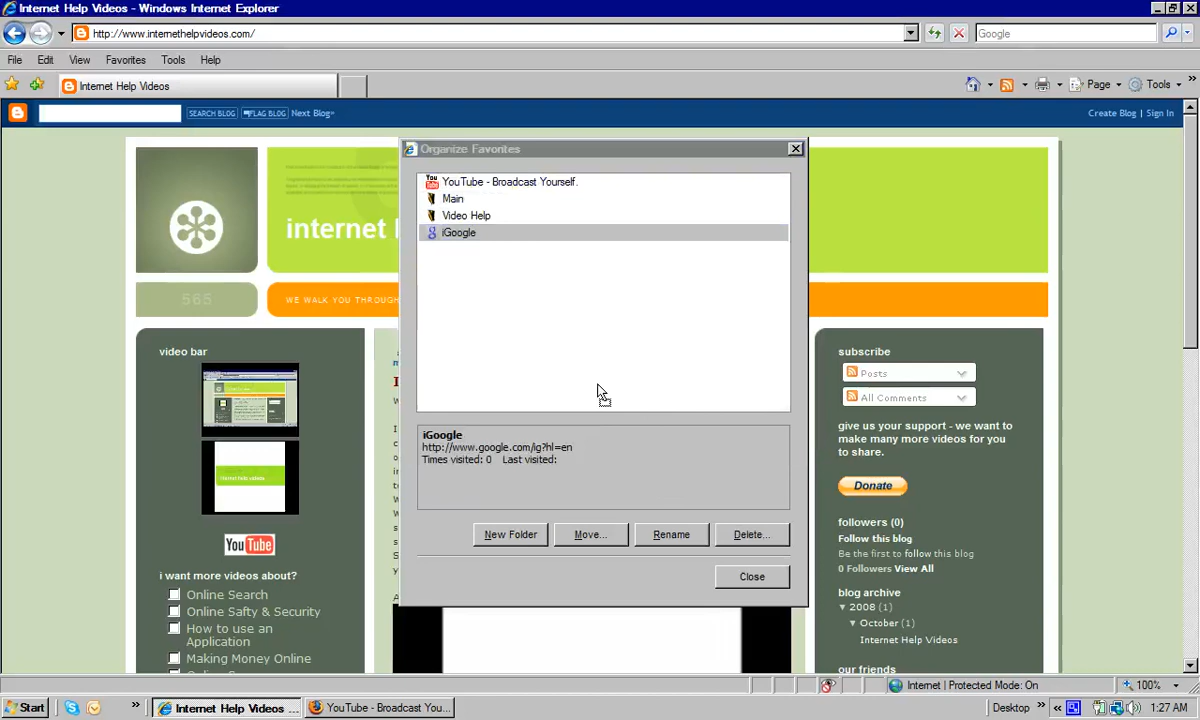 Internet Help Videos - Windows Internet Explorer
http://www.internethelpvideos.com/
Google
File Edit View Favorites Tools Help
Internet Help Videos
Page Tools
SEARCH BLOG FLAG BLOG Next Blog»
Create Blog | Sign In
Organize Favorites
YouTube - Broadcast Yourself.
Main
Video Help
iGoogle
internet
565
WE WALK YOU THROUGH
iGoogle
http://www.google.com/ig?hl=en
Times visited: 0 Last visited:
New Folder Move... Rename Delete...
Close
video bar
You Tube
i want more videos about?
Online Search
Online Safty & Security
How to use an
Application
Making Money Online
subscribe
Posts
All Comments
give us your support - we want to
make many more videos for you
to share.
Donate
followers (0)
Follow this blog
Be the first to follow this blog
0 Followers View All
blog archive
▼ 2008 (1)
▼ October (1)
Internet Help Videos
our friends
Internet | Protected Mode: On
100%
Start
Internet Help Videos ...
YouTube - Broadcast You...
Desktop
1:27 AM